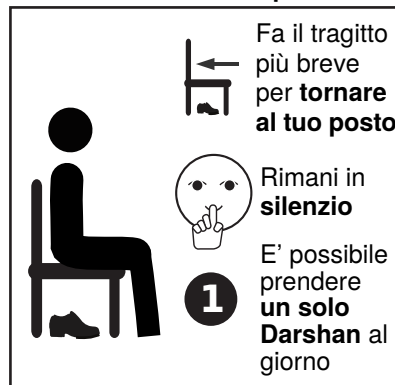 Fa il tragitto
più breve
per tornare
al tuo posto
Rimani in
silenzio
1
E' possibile
prendere
un solo
Darshan al
giorno